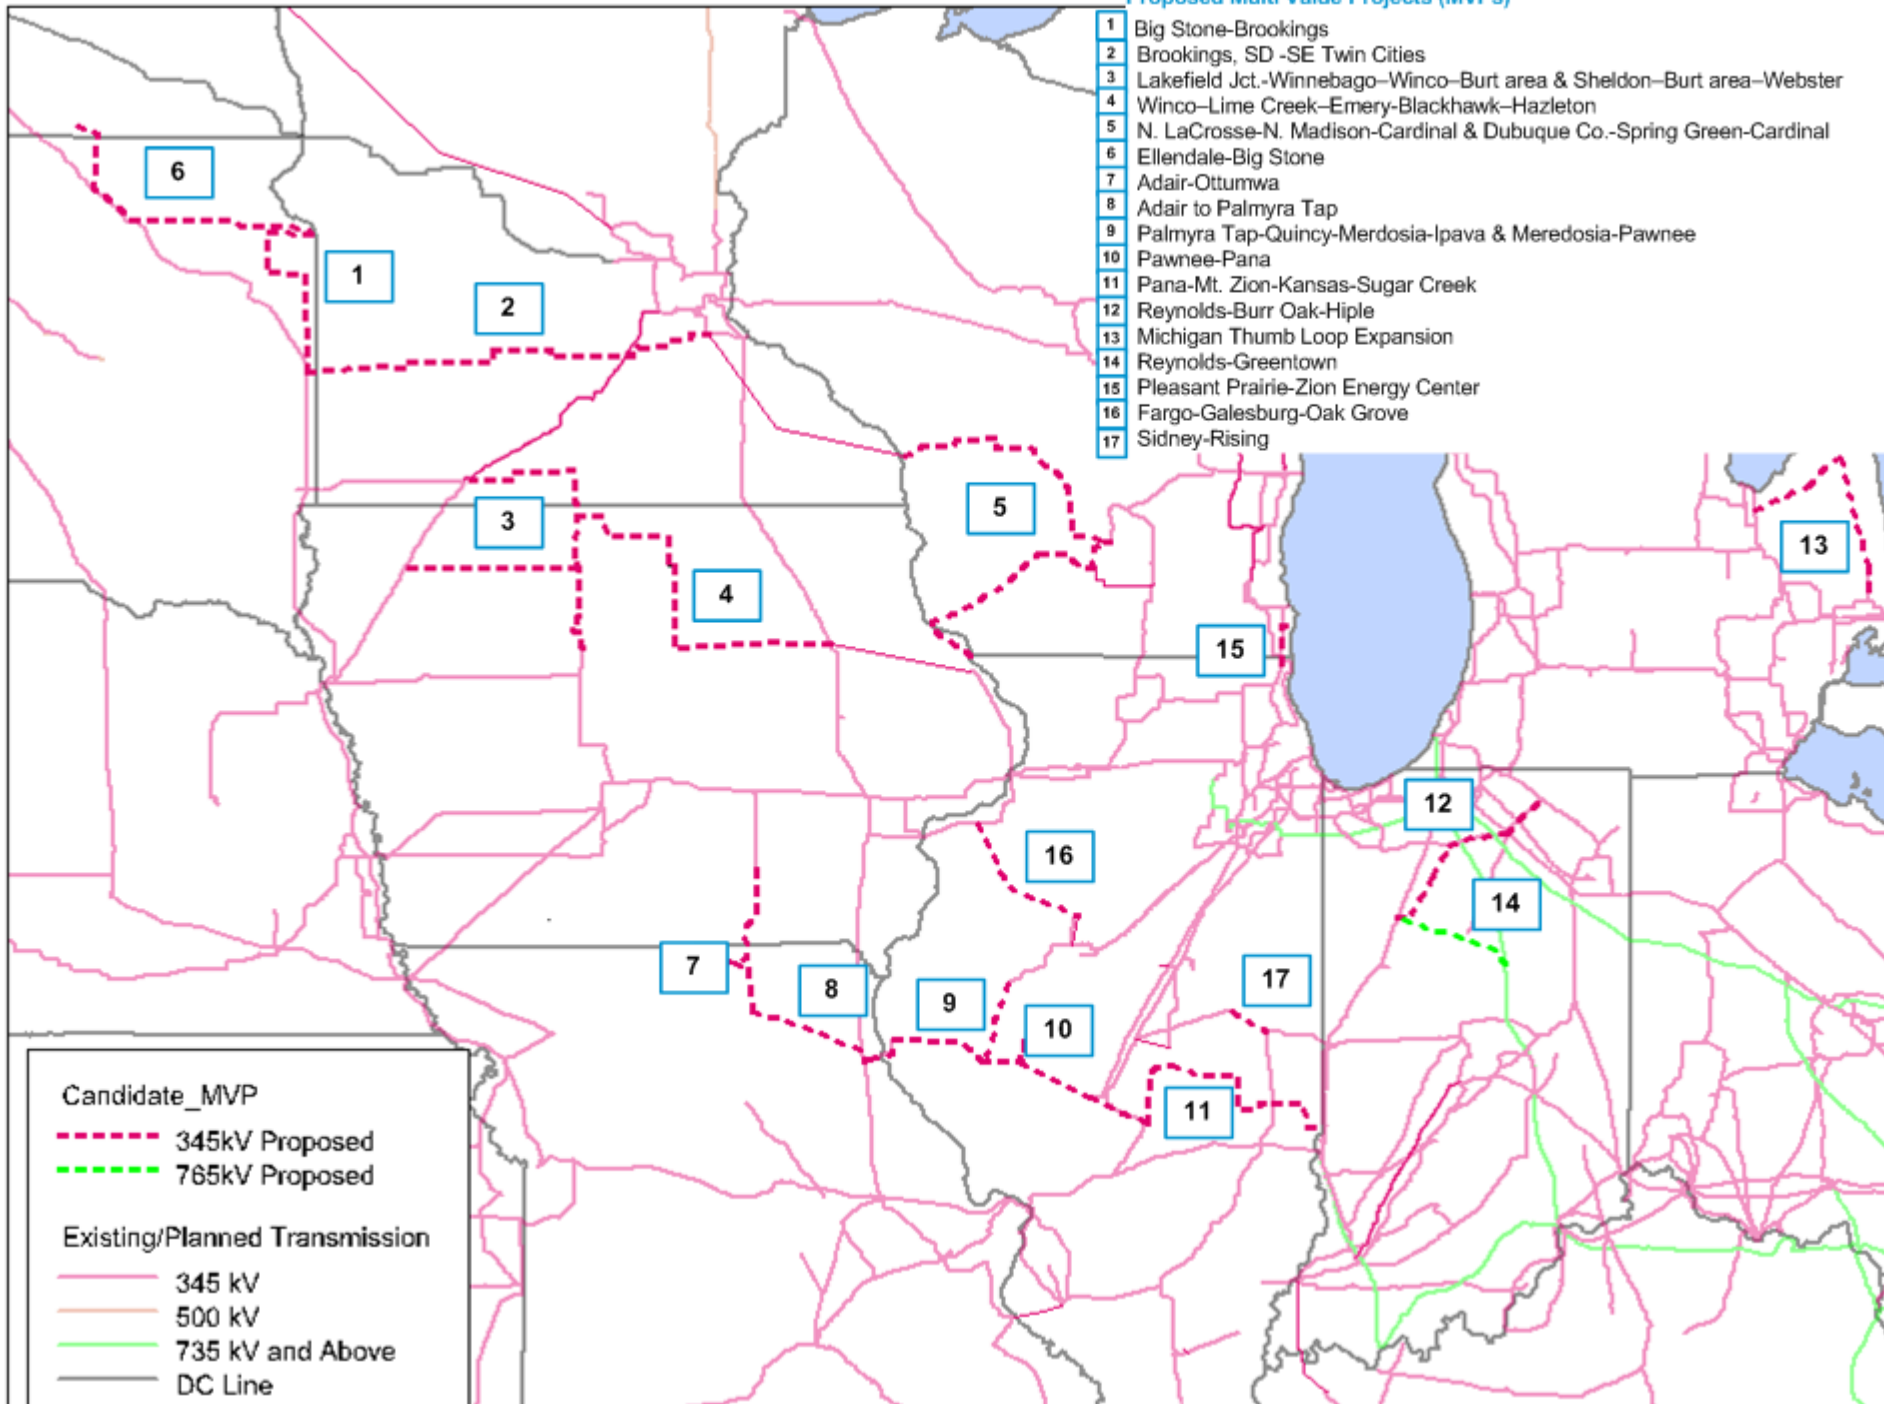 Proposed Multi Value Projects (MVPs)
1 Big Stone-Brookings
2 Brookings, SD -SE Twin Cities
3 Lakefield Jct.-Winnebago–Winco–Burt area & Sheldon–Burt area–Webster
4 Winco–Lime Creek–Emery-Blackhawk–Hazleton
5 N. LaCrosse-N. Madison-Cardinal & Dubuque Co.-Spring Green-Cardinal
6 Ellendale-Big Stone
7 Adair-Ottumwa
8 Adair to Palmyra Tap
9 Palmyra Tap-Quincy-Merdosia-Ipava & Meredosia-Pawnee
10 Pawnee-Pana
11 Pana-Mt. Zion-Kansas-Sugar Creek
12 Reynolds-Burr Oak-Hiple
13 Michigan Thumb Loop Expansion
14 Reynolds-Greentown
15 Pleasant Prairie-Zion Energy Center
16 Fargo-Galesburg-Oak Grove
17 Sidney-Rising
6
1
2
3
5
13
4
15
12
16
14
7
8
9
17
10
11
Candidate_MVP
345kV Proposed
765kV Proposed
Existing/Planned Transmission
345 kV
500 kV
735 kV and Above
DC Line